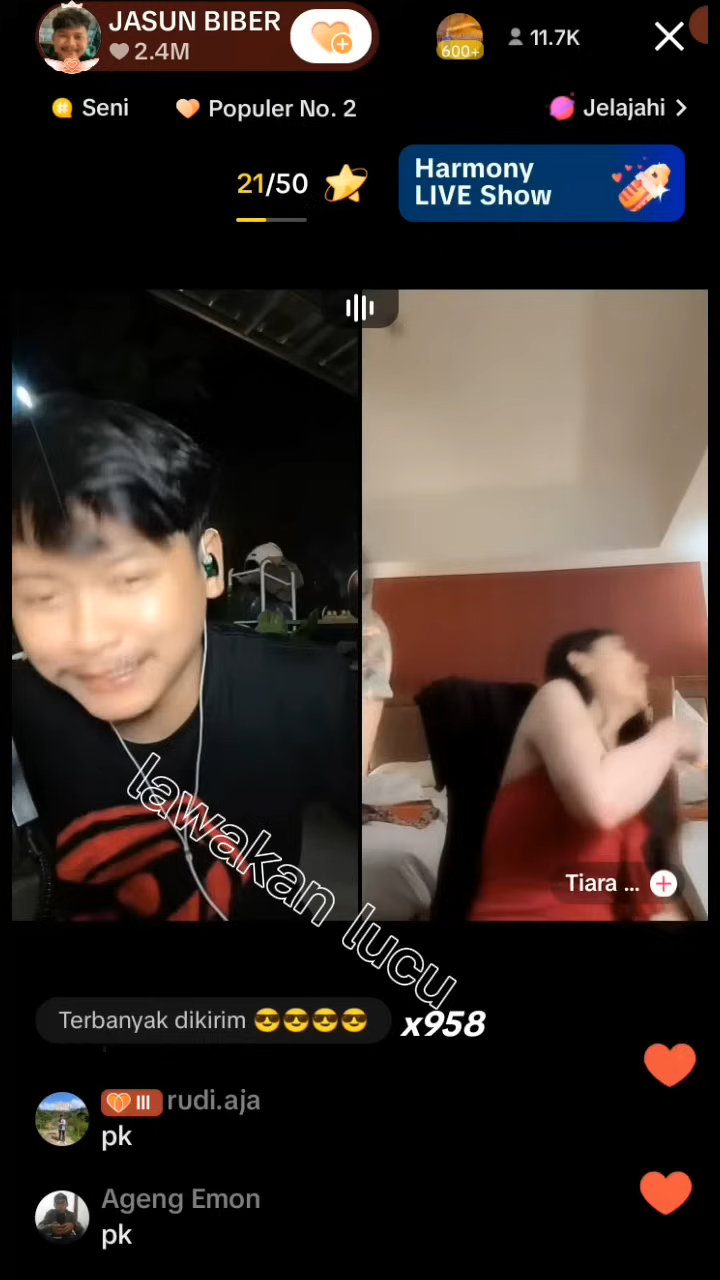 JASUN BIBER
2.4M
600+
11.7K
Seni
Populer No. 2
Jelajahi
21/50
Harmony
LIVE Show
Tiara ...
lawakan lucu
Terbanyak dikirim 😎😎😎😎 x958
III rudi.aja
pk
Ageng Emon
pk